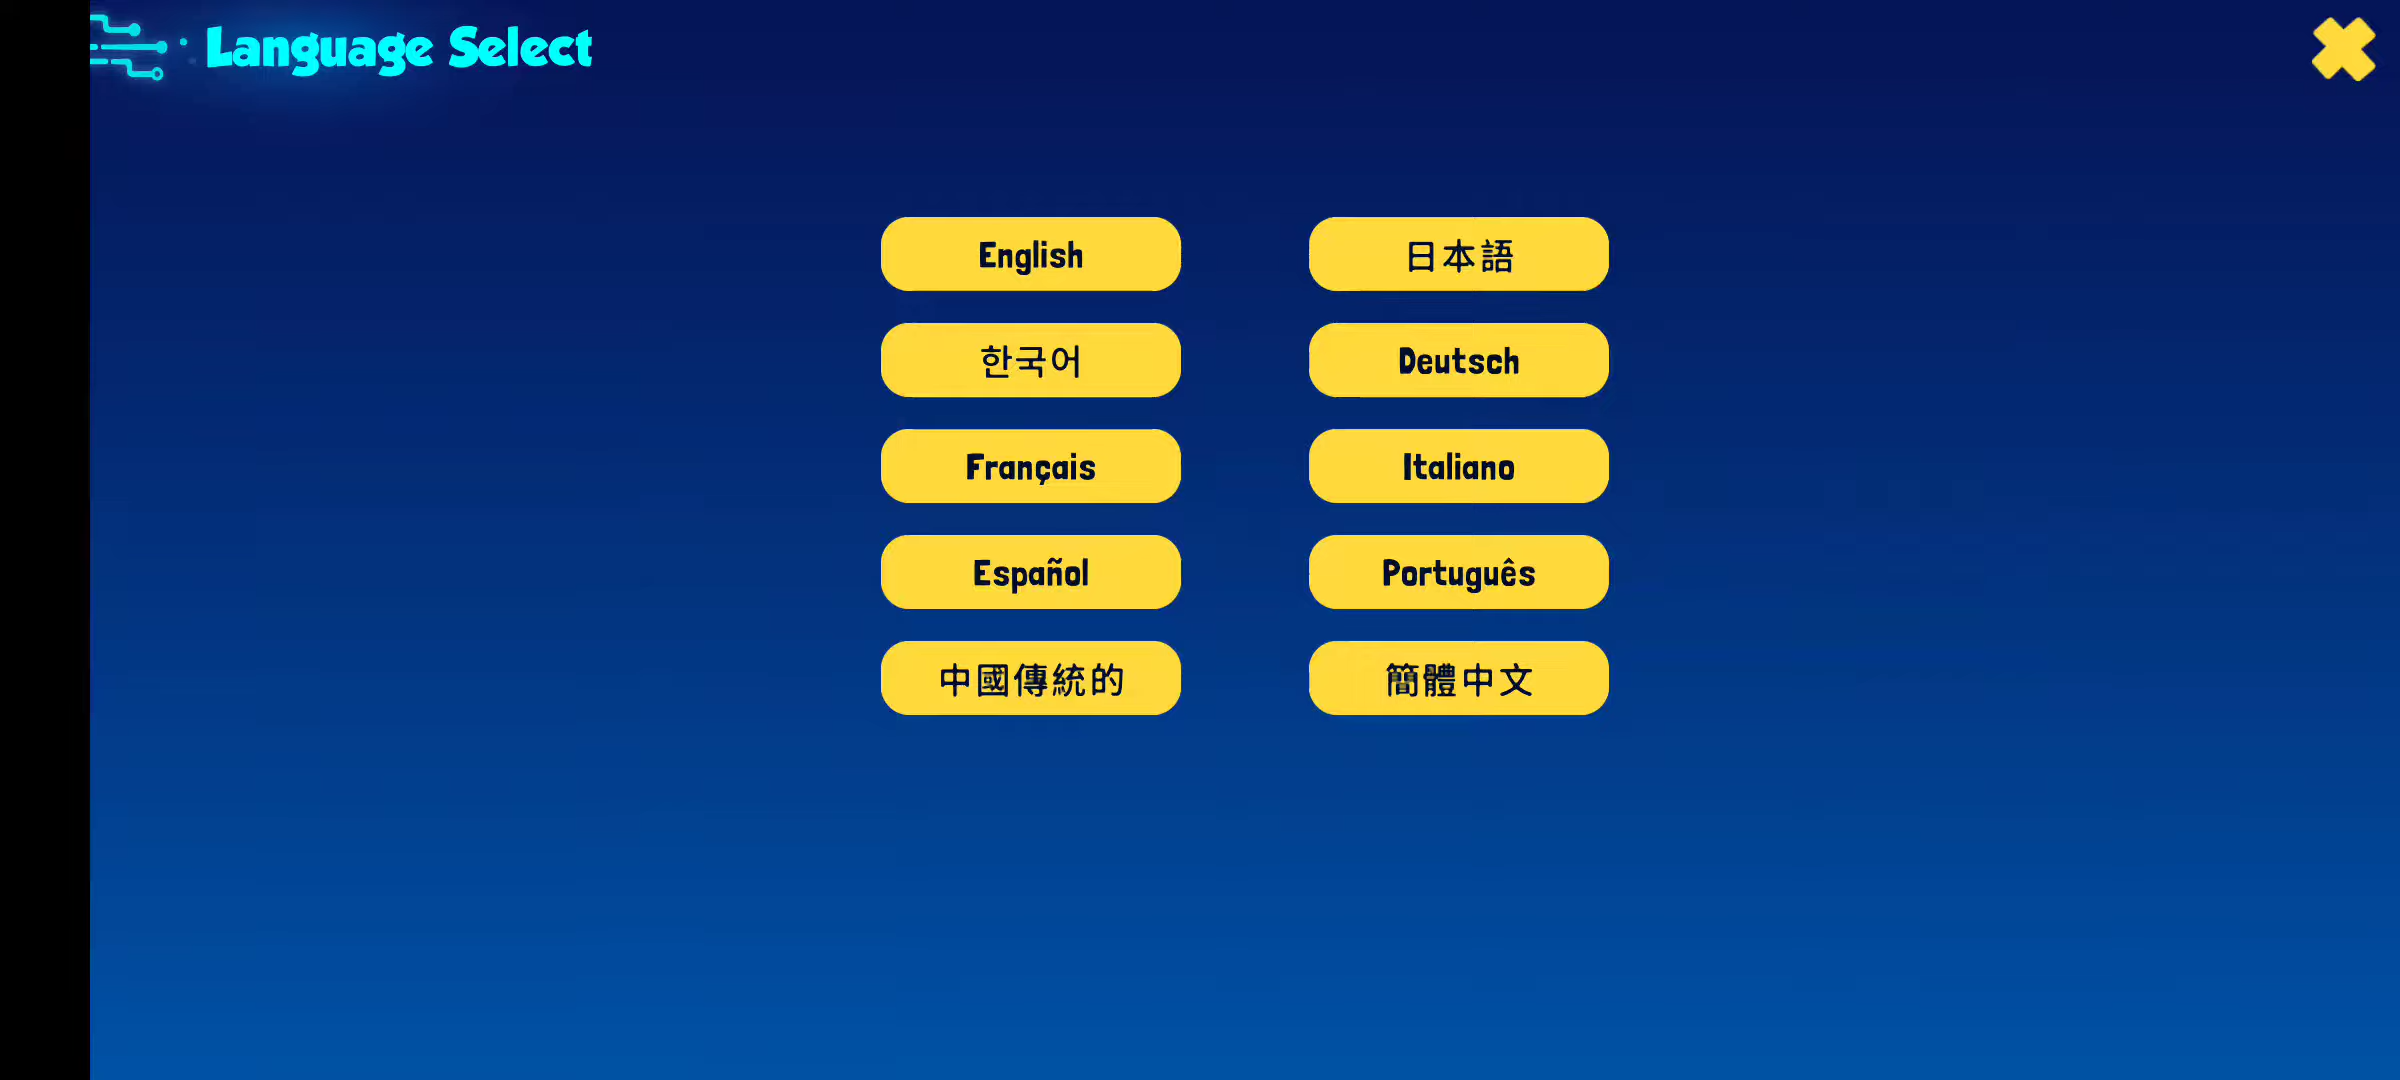 Language Select
English
日本語
한국어
Deutsch
Français
Italiano
Español
Português
中國傳統的
簡體中文